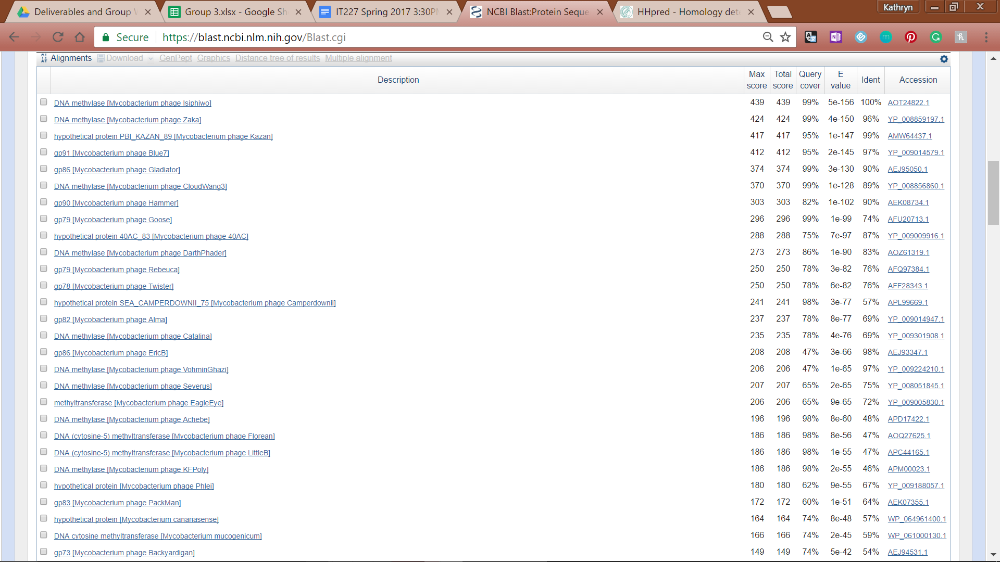 Deliverables and Group
Group 3.xlsx - Google Sh
IT227 Spring 2017 3:30PM
NCBI Blast:Protein Seque
HHpred - Homology dete
Kathryn
Secure https://blast.ncbi.nlm.nih.gov/Blast.cgi
Alignments Download GenPept Graphics Distance tree of results Multiple alignment
Description Max score Total score Query cover E value Ident Accession
DNA methylase [Mycobacterium phage Isiphiwo] 439 439 99% 5e-156 100% AOT24822.1
DNA methylase [Mycobacterium phage Zaka] 424 424 99% 4e-150 96% YP_008859197.1
hypothetical protein PBI_KAZAN_89 [Mycobacterium phage Kazan] 417 417 95% 1e-147 99% AMW64437.1
gp91 [Mycobacterium phage Blue7] 412 412 95% 2e-145 97% YP_009014579.1
gp86 [Mycobacterium phage Gladiator] 374 374 99% 3e-130 90% AEJ95050.1
DNA methylase [Mycobacterium phage CloudWang3] 370 370 99% 1e-128 89% YP_008856860.1
gp90 [Mycobacterium phage Hammer] 303 303 82% 1e-102 90% AEK08734.1
gp79 [Mycobacterium phage Goose] 296 296 99% 1e-99 74% AFU20713.1
hypothetical protein 40AC_83 [Mycobacterium phage 40AC] 288 288 75% 7e-97 87% YP_009009916.1
DNA methylase [Mycobacterium phage DarthPhader] 273 273 86% 1e-90 83% AOZ61319.1
gp79 [Mycobacterium phage Rebeuca] 250 250 78% 3e-82 76% AFQ97384.1
gp78 [Mycobacterium phage Twister] 250 250 78% 6e-82 76% AFF28343.1
hypothetical protein SEA_CAMPERDOWNII_75 [Mycobacterium phage Camperdownii] 241 241 98% 3e-77 57% APL99669.1
gp82 [Mycobacterium phage Alma] 237 237 78% 8e-77 69% YP_009014947.1
DNA methylase [Mycobacterium phage Catalina] 235 235 78% 4e-76 69% YP_009301908.1
gp86 [Mycobacterium phage EricB] 208 208 47% 3e-66 98% AEJ93347.1
DNA methylase [Mycobacterium phage VohminGhazi] 206 206 47% 1e-65 97% YP_009224210.1
DNA methylase [Mycobacterium phage Severus] 207 207 65% 2e-65 75% YP_008051845.1
methyltransferase [Mycobacterium phage EagleEye] 206 206 65% 9e-65 72% YP_009005830.1
DNA methylase [Mycobacterium phage Achebe] 196 196 98% 8e-60 48% APD17422.1
DNA (cytosine-5) methyltransferase [Mycobacterium phage Florean] 186 186 98% 8e-56 47% AOQ27625.1
DNA (cytosine-5) methyltransferase [Mycobacterium phage LittleB] 186 186 98% 1e-55 47% APC44165.1
DNA methylase [Mycobacterium phage KFPoly] 186 186 98% 2e-55 46% APM00023.1
hypothetical protein [Mycobacterium phage Phlei] 180 180 62% 9e-55 67% YP_009188057.1
gp83 [Mycobacterium phage PackMan] 172 172 60% 1e-51 64% AEK07355.1
hypothetical protein [Mycobacterium canariasense] 164 164 74% 8e-48 57% WP_064961400.1
DNA cytosine methyltransferase [Mycobacterium mucogenicum] 166 166 74% 2e-45 59% WP_061000130.1
gp73 [Mycobacterium phage Backyardigan] 149 149 74% 5e-42 54% AEJ94531.1